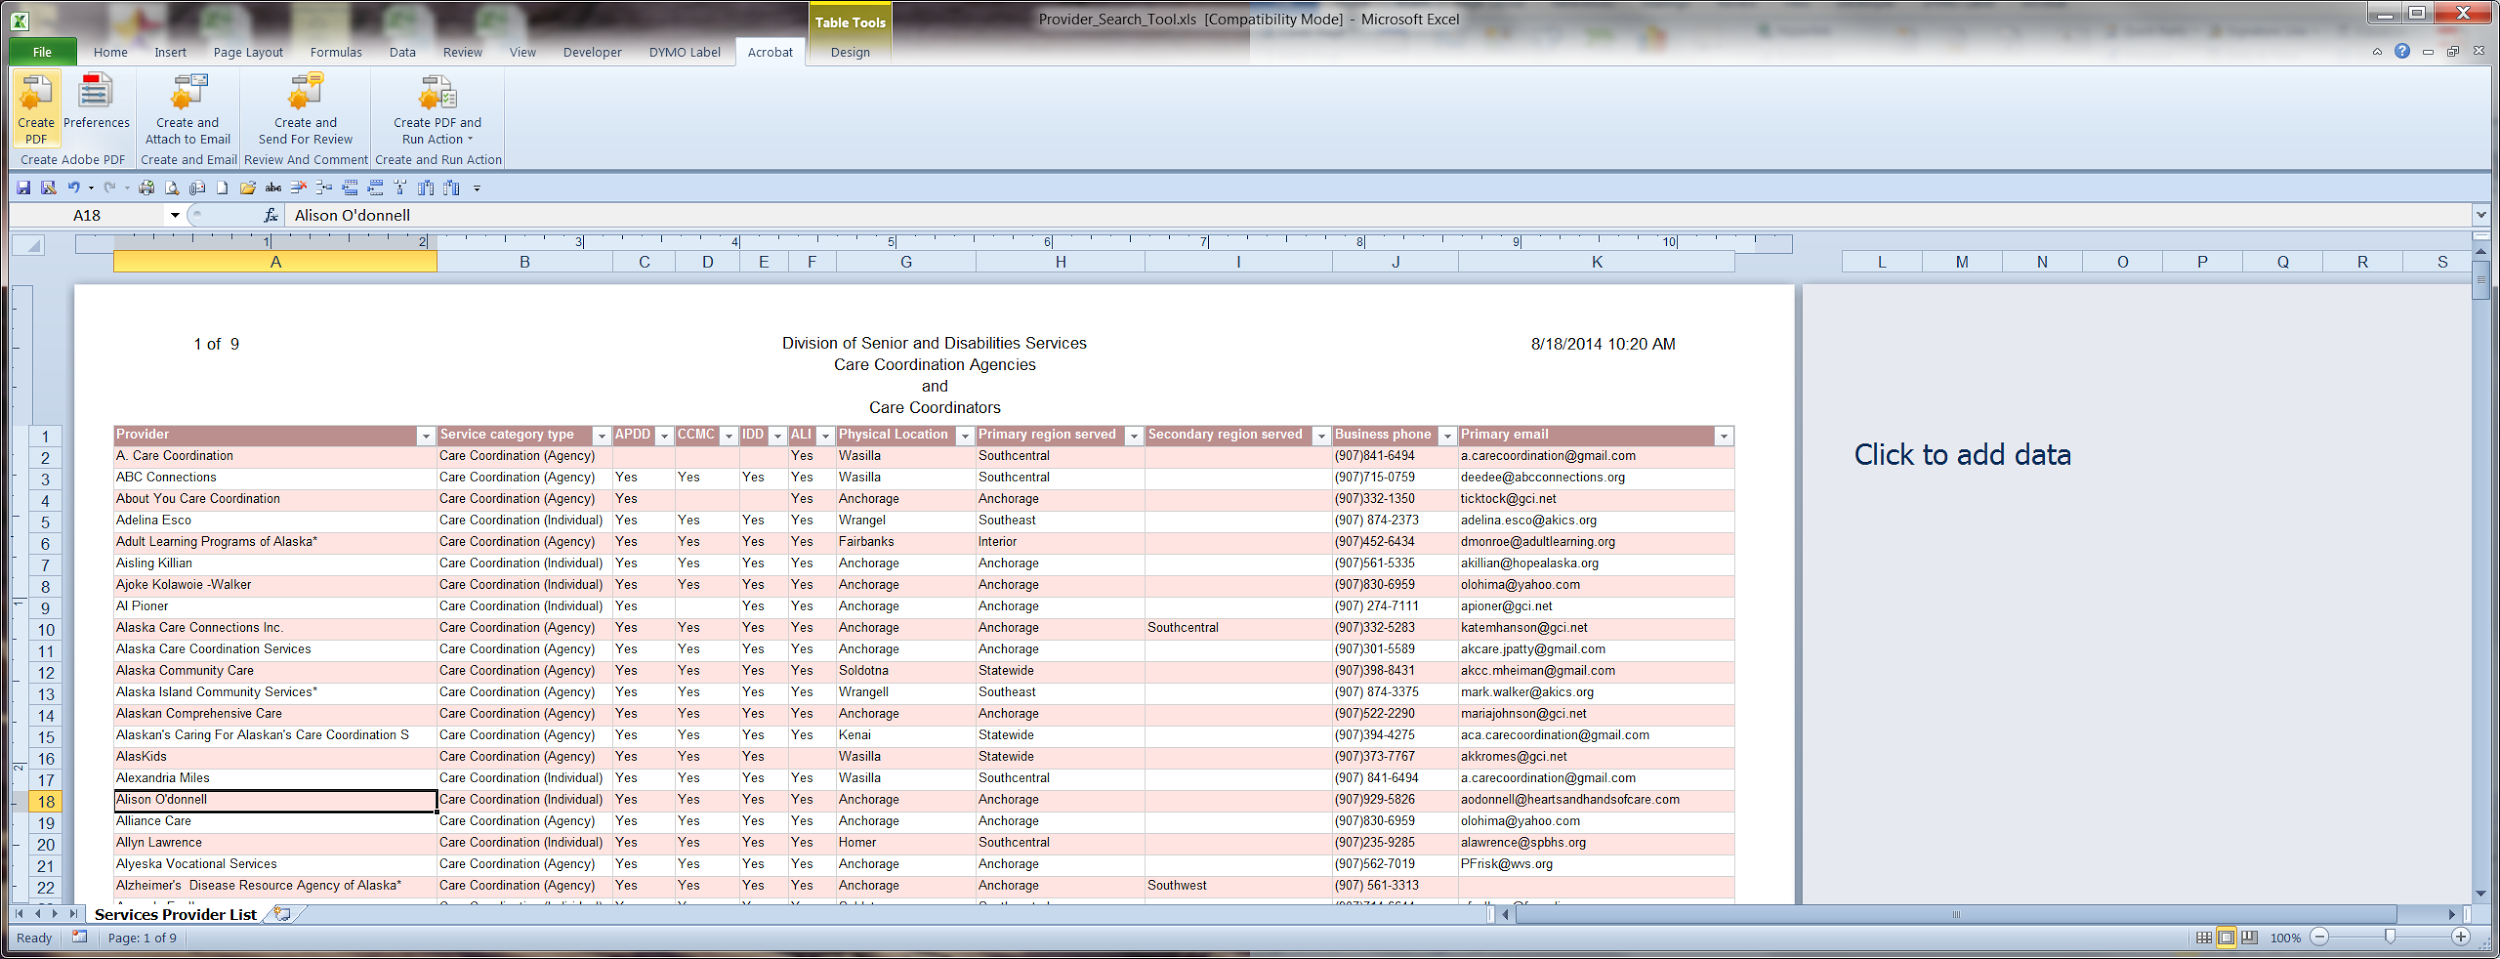 Provider_Search_Tool.xls [Compatibility Mode] - Microsoft Excel
Table Tools
File Home Insert Page Layout Formulas Data Review View Developer DYMO Label Acrobat Design
Create PDF Preferences Create and Attach to Email Create and Send For Review Create PDF and Run Action
Create Adobe PDF Create and Email Review And Comment Create and Run Action
A18 fx Alison O'donnell
1 2 3 4 5 6 7 8 9 10
A B C D E F G H I J K L M N O P Q R S
1 of 9 Division of Senior and Disabilities Services 8/18/2014 10:20 AM
Care Coordination Agencies
and
Care Coordinators
1 Provider Service category type APDD CCMC IDD ALI Physical Location Primary region served Secondary region served Business phone Primary email
2 A. Care Coordination Care Coordination (Agency) Yes Wasilla Southcentral (907)841-6494 a.carecoordination@gmail.com
Click to add data
3 ABC Connections Care Coordination (Agency) Yes Yes Yes Yes Wasilla Southcentral (907)715-0759 deedee@abcconnections.org
4 About You Care Coordination Care Coordination (Agency) Yes Yes Anchorage Anchorage (907)332-1350 ticktock@gci.net
5 Adelina Esco Care Coordination (Individual) Yes Yes Yes Yes Wrangel Southeast (907) 874-2373 adelina.esco@akics.org
6 Adult Learning Programs of Alaska* Care Coordination (Agency) Yes Yes Yes Yes Fairbanks Interior (907)452-6434 dmonroe@adultlearning.org
7 Aisling Killian Care Coordination (Individual) Yes Yes Yes Yes Anchorage Anchorage (907)561-5335 akillian@hopealaska.org
8 Ajoke Kolawoie -Walker Care Coordination (Individual) Yes Yes Yes Yes Anchorage Anchorage (907)830-6959 olohima@yahoo.com
9 Al Pioner Care Coordination (Individual) Yes Yes Yes Anchorage Anchorage (907) 274-7111 apioner@gci.net
10 Alaska Care Connections Inc. Care Coordination (Agency) Yes Yes Yes Yes Anchorage Anchorage Southcentral (907)332-5283 katemhanson@gci.net
11 Alaska Care Coordination Services Care Coordination (Agency) Yes Yes Yes Yes Anchorage Anchorage (907)301-5589 akcare.jpatty@gmail.com
12 Alaska Community Care Care Coordination (Agency) Yes Yes Yes Yes Soldotna Statewide (907)398-8431 akcc.mheiman@gmail.com
13 Alaska Island Community Services* Care Coordination (Agency) Yes Yes Yes Yes Wrangell Southeast (907) 874-3375 mark.walker@akics.org
14 Alaskan Comprehensive Care Care Coordination (Agency) Yes Yes Yes Yes Anchorage Anchorage (907)522-2290 mariajohnson@gci.net
15 Alaskan's Caring For Alaskan's Care Coordination S Care Coordination (Agency) Yes Yes Yes Yes Kenai Statewide (907)394-4275 aca.carecoordination@gmail.com
16 AlasKids Care Coordination (Agency) Yes Yes Yes Wasilla Statewide (907)373-7767 akkromes@gci.net
17 Alexandria Miles Care Coordination (Individual) Yes Yes Yes Yes Wasilla Southcentral (907) 841-6494 a.carecoordination@gmail.com
18 Alison O'donnell Care Coordination (Individual) Yes Yes Yes Yes Anchorage Anchorage (907)929-5826 aodonnell@heartsandhandsofcare.com
19 Alliance Care Care Coordination (Agency) Yes Yes Yes Yes Anchorage Anchorage (907)830-6959 olohima@yahoo.com
20 Allyn Lawrence Care Coordination (Individual) Yes Yes Yes Yes Homer Southcentral (907)235-9285 alawrence@spbhs.org
21 Alyeska Vocational Services Care Coordination (Agency) Yes Yes Yes Yes Anchorage Anchorage (907)562-7019 PFrisk@wvs.org
22 Alzheimer's Disease Resource Agency of Alaska* Care Coordination (Agency) Yes Yes Yes Yes Anchorage Anchorage Southwest (907) 561-3313
Services Provider List
Ready Page: 1 of 9 100%